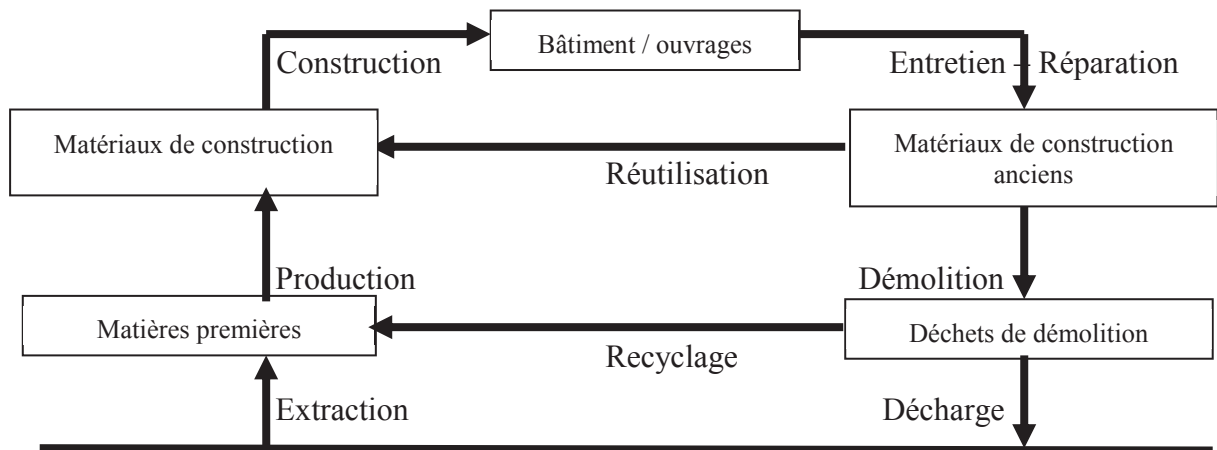 Bâtiment / ouvrages
Construction
Entretien – Réparation
Matériaux de construction
Réutilisation
Matériaux de construction
anciens
Production
Démolition
Matières premières
Recyclage
Déchets de démolition
Extraction
Décharge